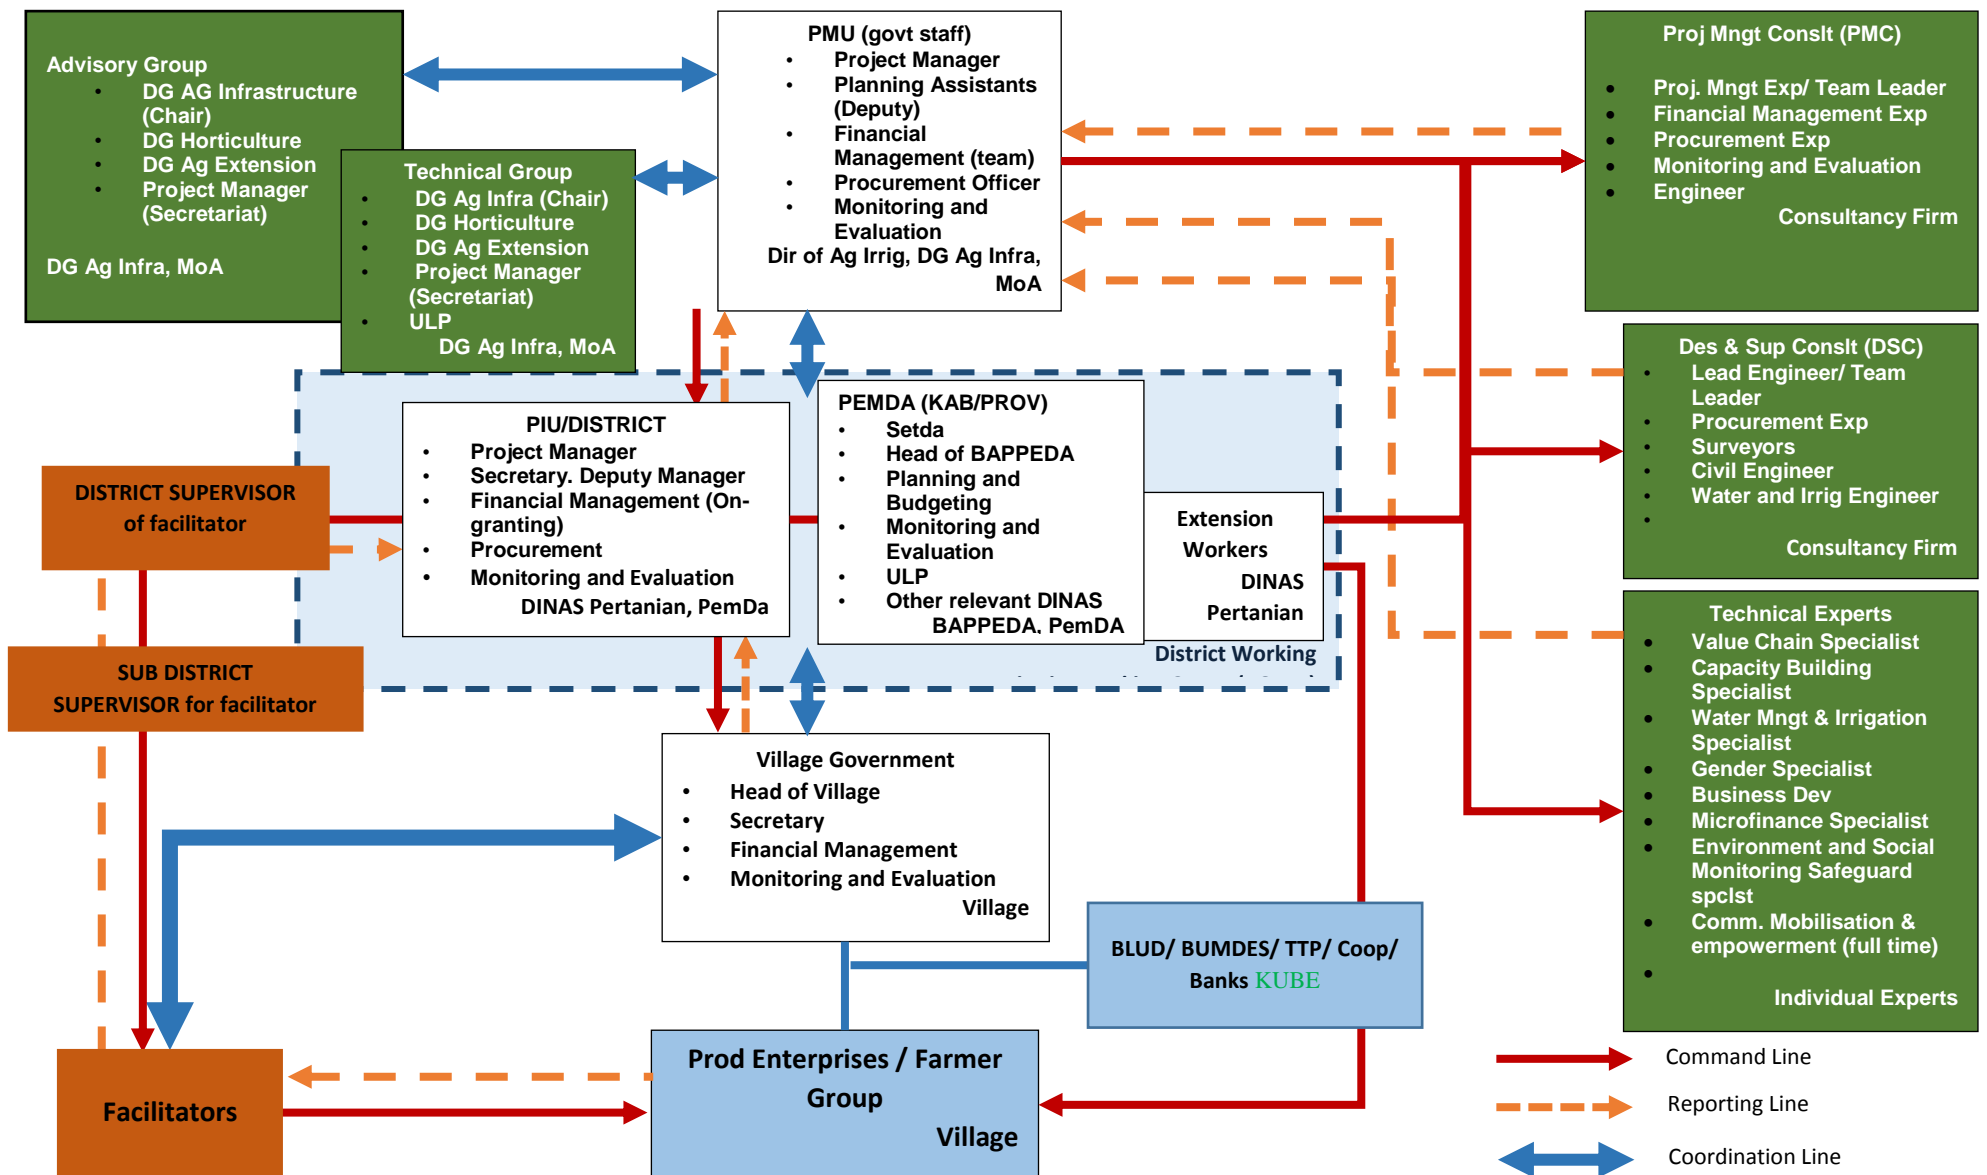 Advisory Group
• DG AG Infrastructure
(Chair)
• DG Horticulture
• DG Ag Extension
• Project Manager
(Secretariat)
DG Ag Infra, MoA
Technical Group
• DG Ag Infra (Chair)
• DG Horticulture
• DG Ag Extension
• Project Manager
(Secretariat)
• ULP
DG Ag Infra, MoA
PMU (govt staff)
• Project Manager
• Planning Assistants
(Deputy)
• Financial
Management (team)
• Procurement Officer
• Monitoring and
Evaluation
Dir of Ag Irrig, DG Ag Infra,
MoA
Proj Mngt Conslt (PMC)
• Proj. Mngt Exp/ Team Leader
• Financial Management Exp
• Procurement Exp
• Monitoring and Evaluation
• Engineer
Consultancy Firm
Des & Sup Conslt (DSC)
• Lead Engineer/ Team
Leader
• Procurement Exp
• Surveyors
• Civil Engineer
• Water and Irrig Engineer
•
Consultancy Firm
PIU/DISTRICT
• Project Manager
• Secretary. Deputy Manager
• Financial Management (On-
granting)
• Procurement
• Monitoring and Evaluation
DINAS Pertanian, PemDa
PEMDA (KAB/PROV)
• Setda
• Head of BAPPEDA
• Planning and
Budgeting
• Monitoring and
Evaluation
• ULP
• Other relevant DINAS
BAPPEDA, PemDA
Extension
Workers
DINAS
Pertanian
District Working
DISTRICT SUPERVISOR
of facilitator
SUB DISTRICT
SUPERVISOR for facilitator
Technical Experts
• Value Chain Specialist
• Capacity Building
Specialist
• Water Mngt & Irrigation
Specialist
• Gender Specialist
• Business Dev
• Microfinance Specialist
• Environment and Social
Monitoring Safeguard
spclst
• Comm. Mobilisation &
empowerment (full time)
•
Individual Experts
Village Government
• Head of Village
• Secretary
• Financial Management
• Monitoring and Evaluation
Village
BLUD/ BUMDES/ TTP/ Coop/
Banks KUBE
Prod Enterprises / Farmer
Group
Village
Facilitators
Command Line
Reporting Line
Coordination Line